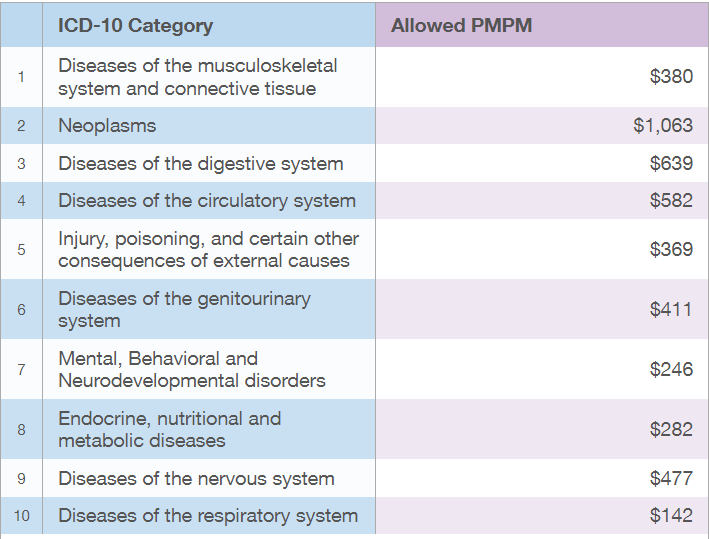 ICD-10 Category Allowed PMPM
1 Diseases of the musculoskeletal
system and connective tissue $380
2 Neoplasms $1,063
3 Diseases of the digestive system $639
4 Diseases of the circulatory system $582
5 Injury, poisoning, and certain other
consequences of external causes $369
6 Diseases of the genitourinary
system $411
7 Mental, Behavioral and
Neurodevelopmental disorders $246
8 Endocrine, nutritional and
metabolic diseases $282
9 Diseases of the nervous system $477
10 Diseases of the respiratory system $142